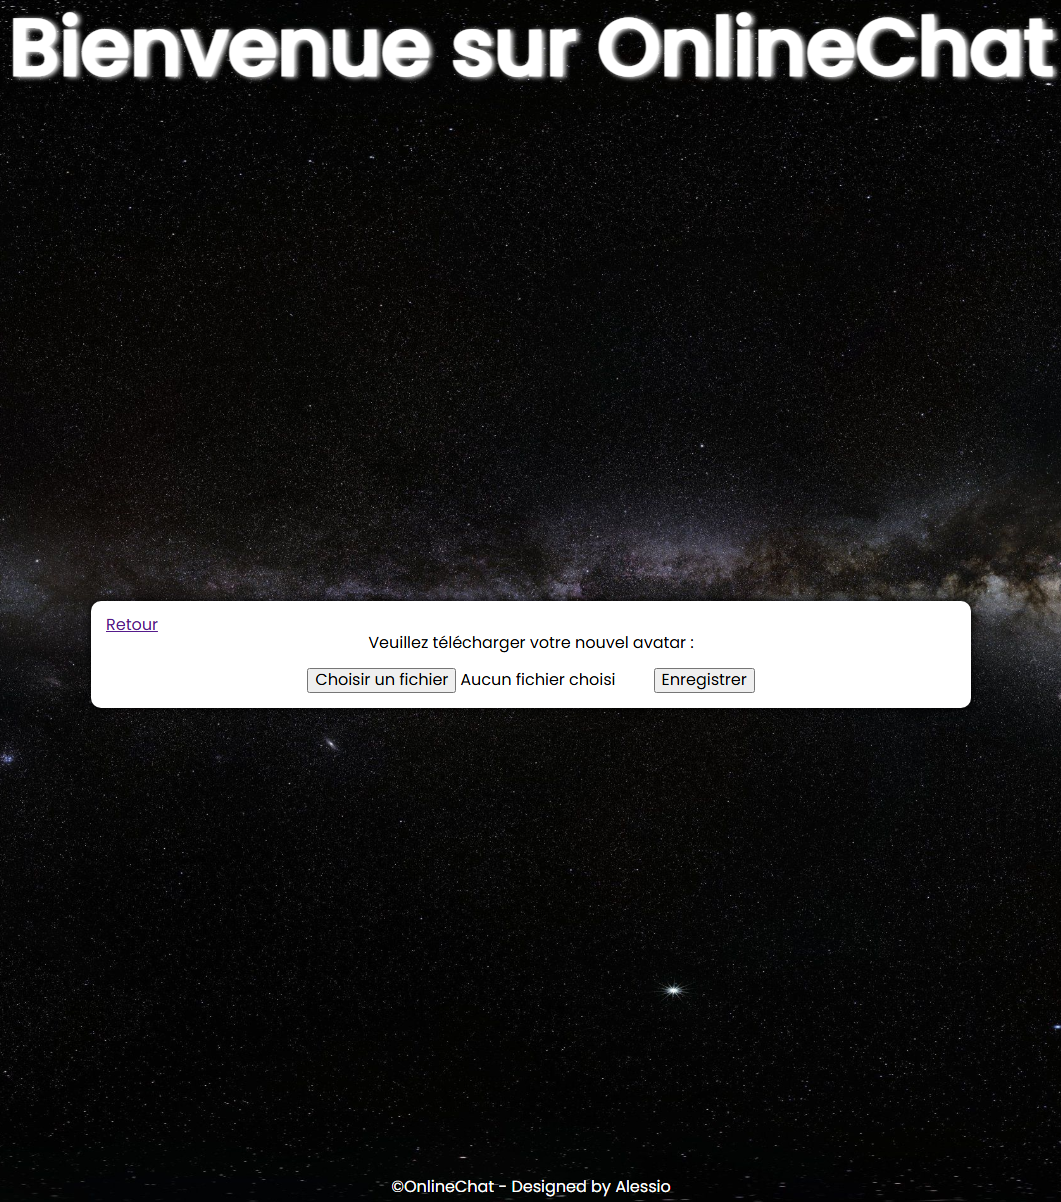 Bienvenue sur OnlineChat
Retour
Veuillez télécharger votre nouvel avatar :
Choisir un fichier Aucun fichier choisi Enregistrer
©OnlineChat - Designed by Alessio